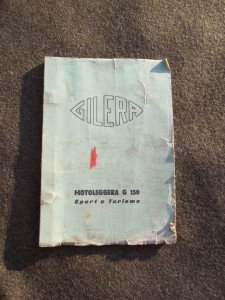 GILERA
MOTOLEGGERA G 150
Sport e Turismo